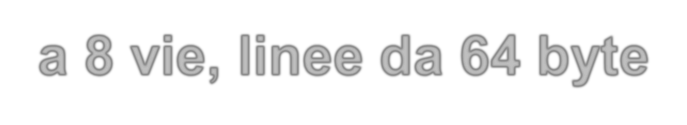 a 8 vie, linee da 64 byte